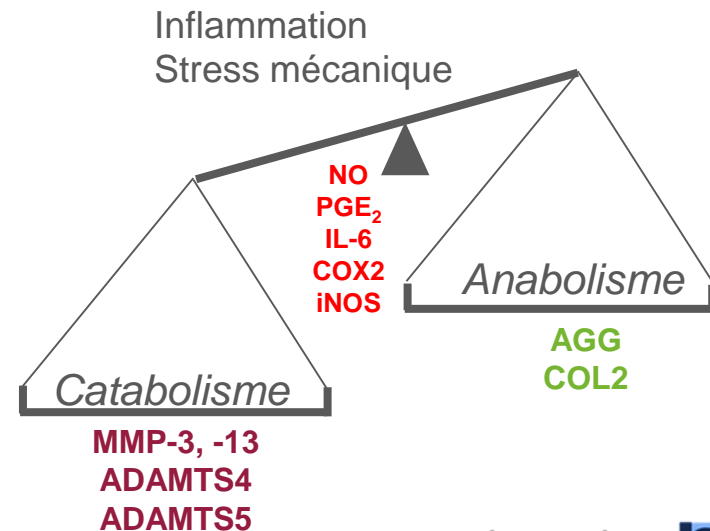 Inflammation
Stress mécanique
NO
PGE₂
IL-6
COX2
iNOS
Anabolisme
AGG
COL2
Catabolisme
MMP-3, -13
ADAMTS4
ADAMTS5